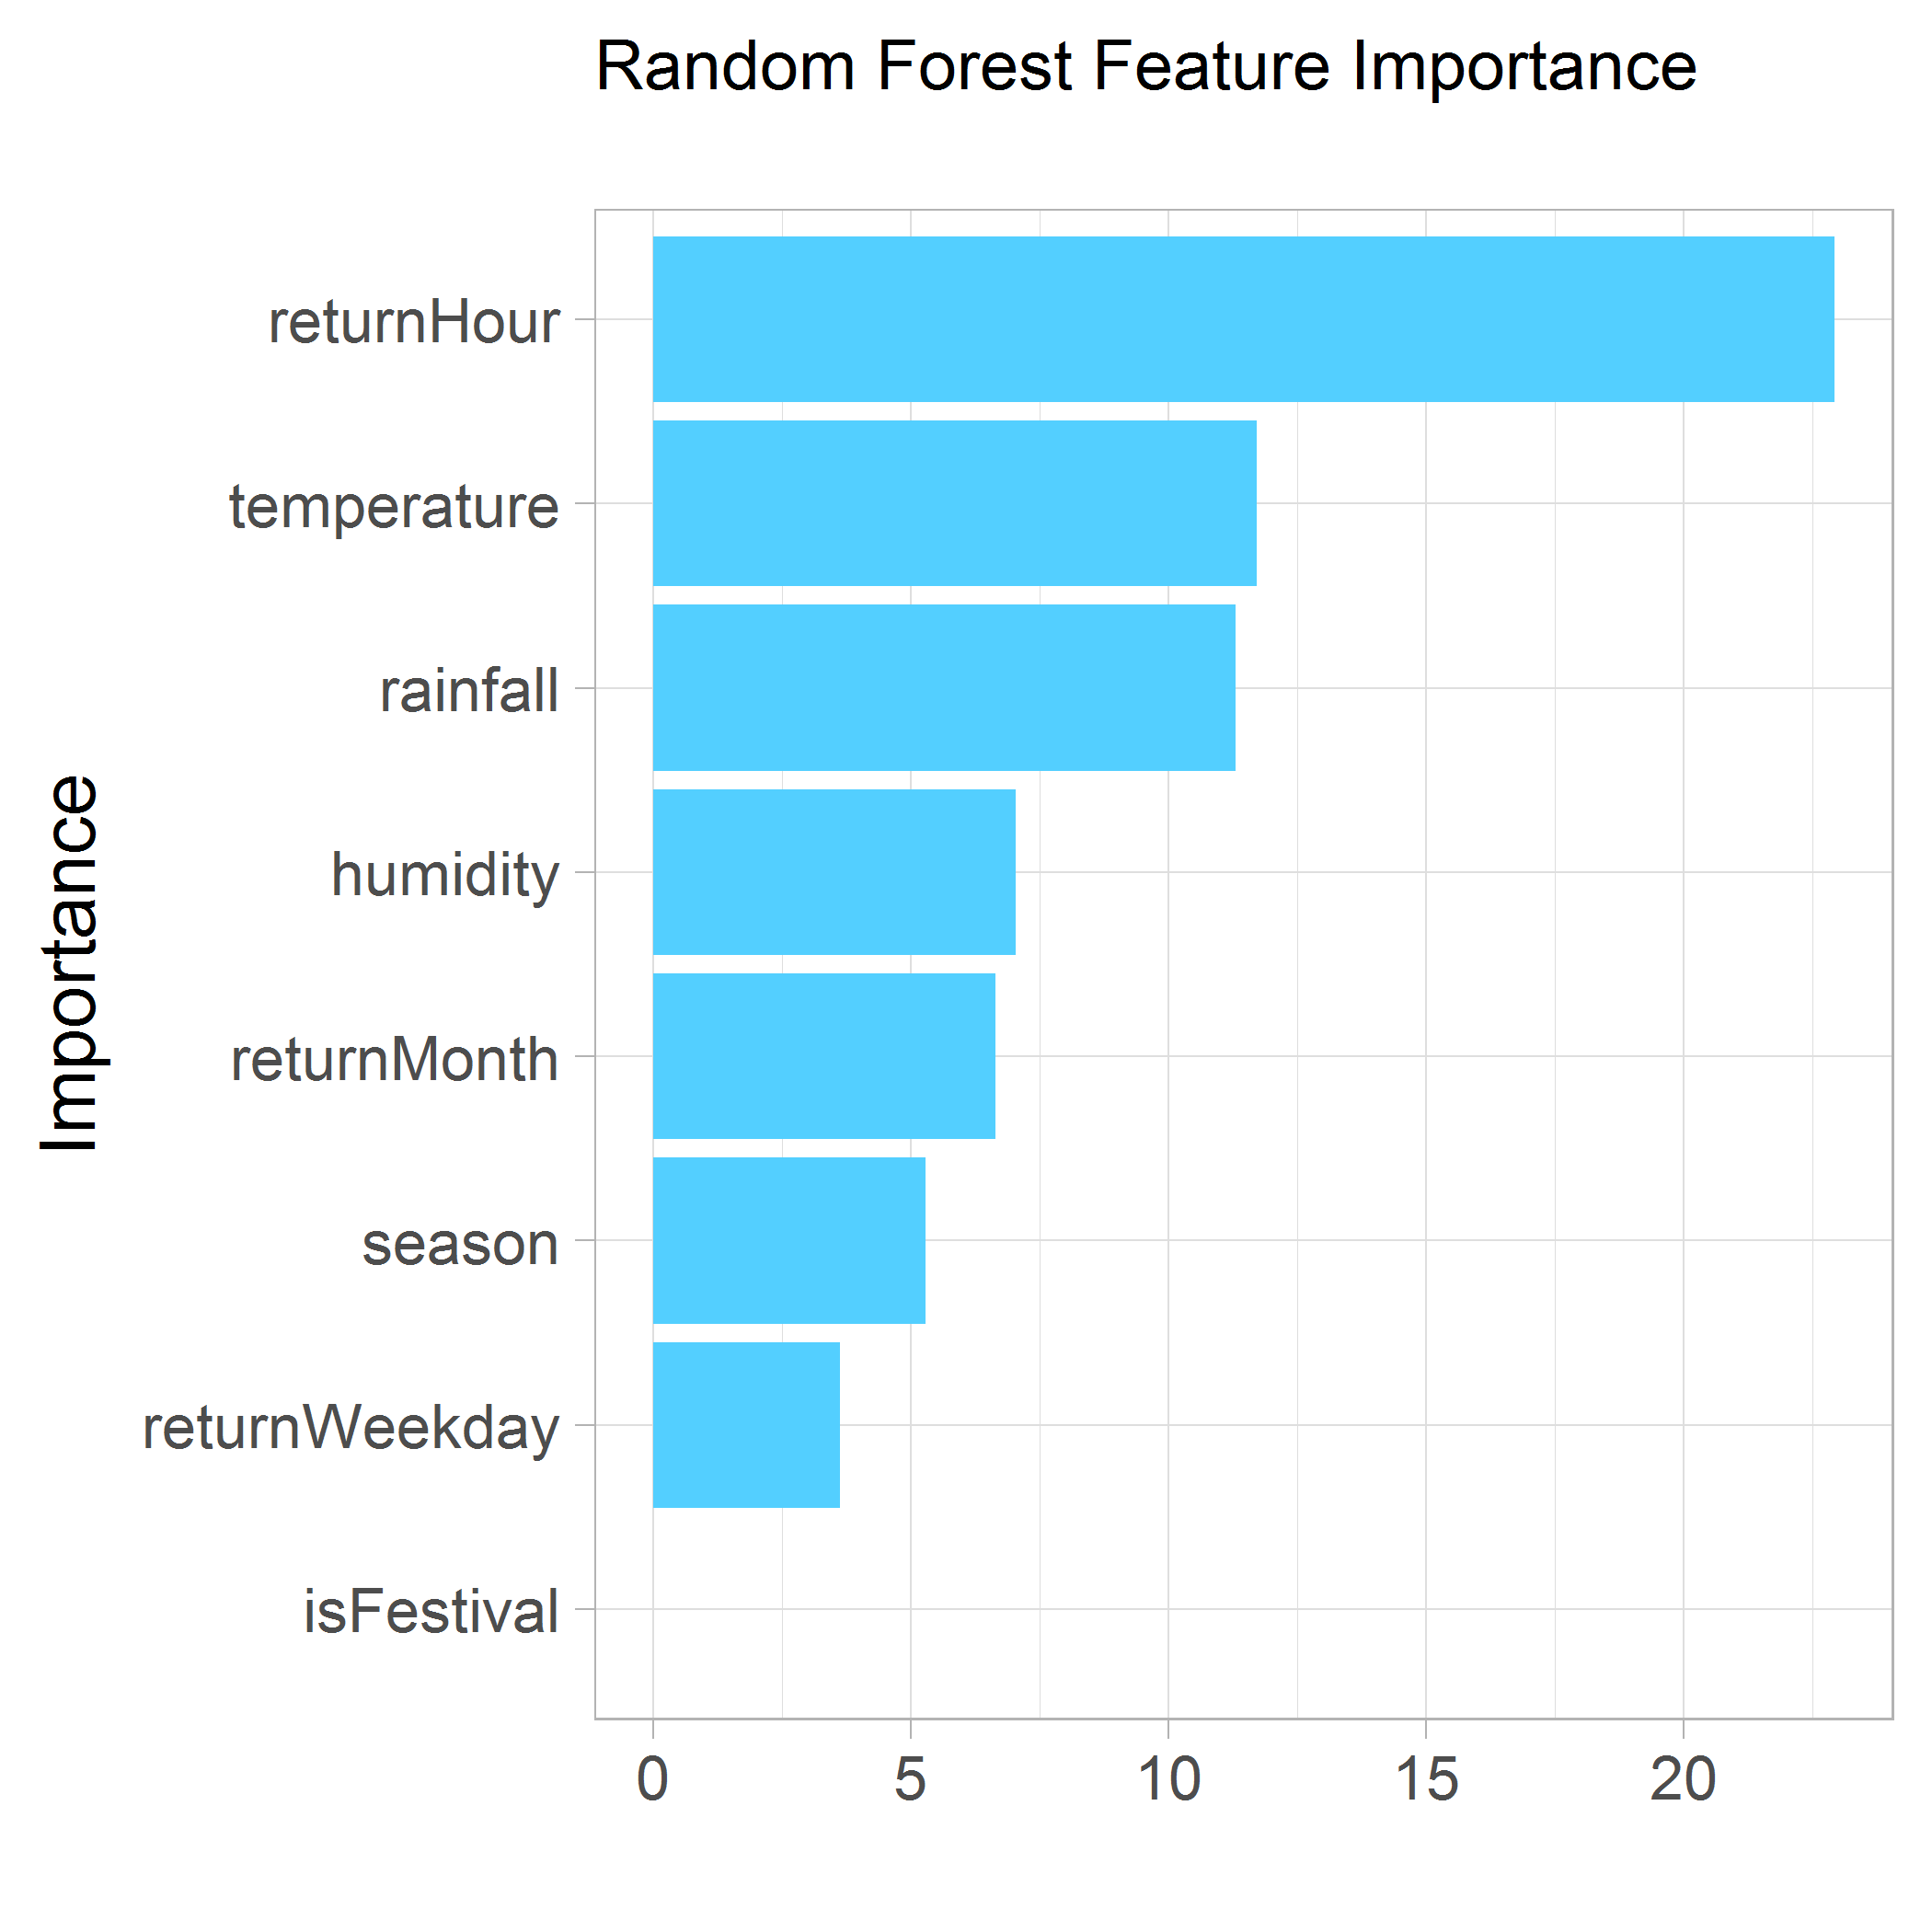 Random Forest Feature Importance
Importance
returnHour
temperature
rainfall
humidity
returnMonth
season
returnWeekday
isFestival
0 5 10 15 20